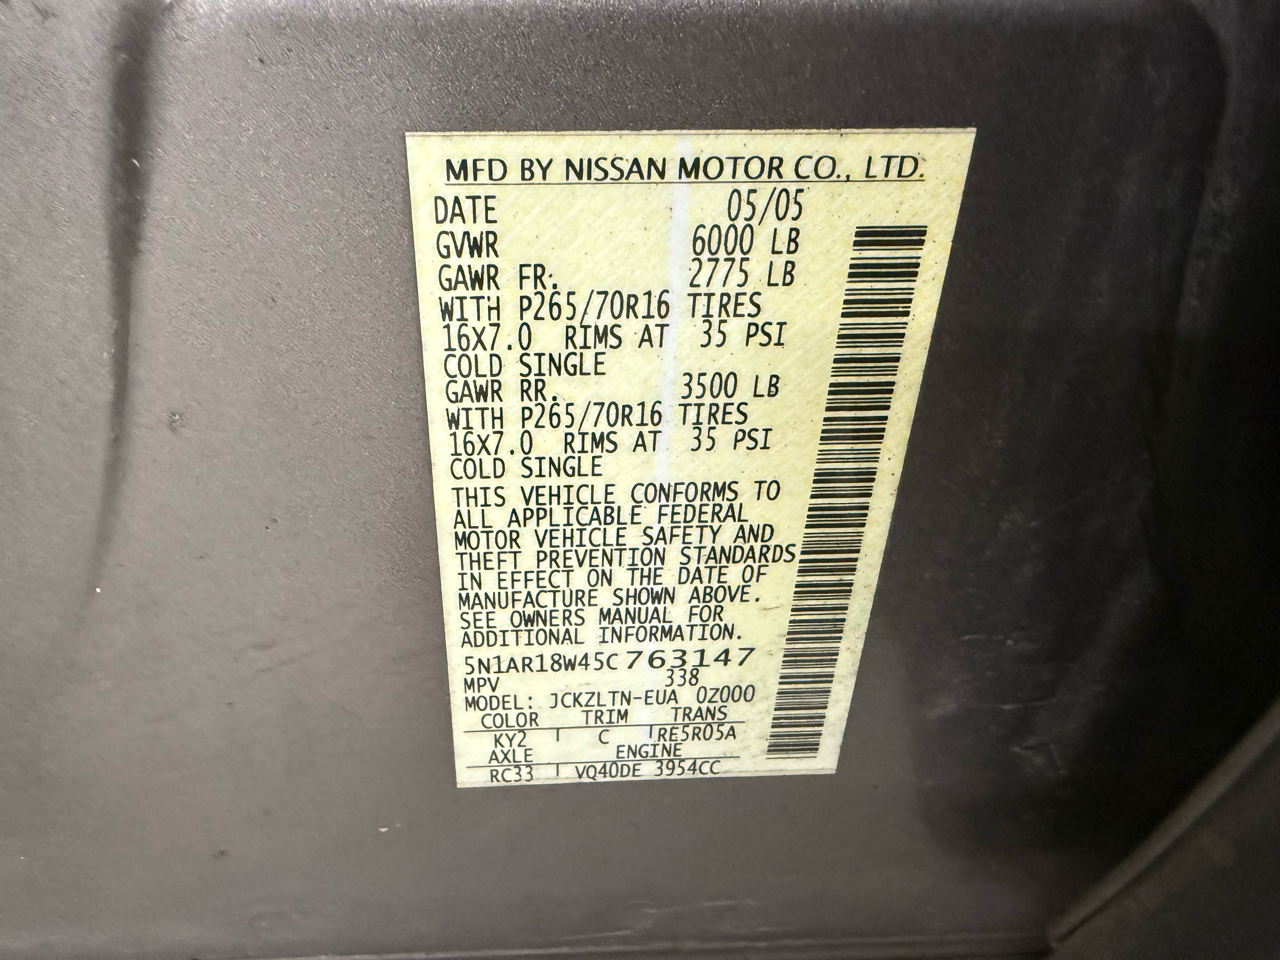 MFD BY NISSAN MOTOR CO., LTD.
DATE 05/05
GVWR 6000 LB
GAWR FR. 2775 LB
WITH P265/70R16 TIRES
16X7.0 RIMS AT 35 PSI
COLD SINGLE
GAWR RR. 3500 LB
WITH P265/70R16 TIRES
16X7.0 RIMS AT 35 PSI
COLD SINGLE
THIS VEHICLE CONFORMS TO
ALL APPLICABLE FEDERAL
MOTOR VEHICLE SAFETY AND
THEFT PREVENTION STANDARDS
IN EFFECT ON THE DATE OF
MANUFACTURE SHOWN ABOVE.
SEE OWNERS MANUAL FOR
ADDITIONAL INFORMATION.
5N1AR18W45C763147
MPV 338
MODEL: JCKZLTN-EUA 0Z000
COLOR TRIM TRANS
KY2 C RE5R05A
AXLE ENGINE
RC33 VQ40DE 3954CC